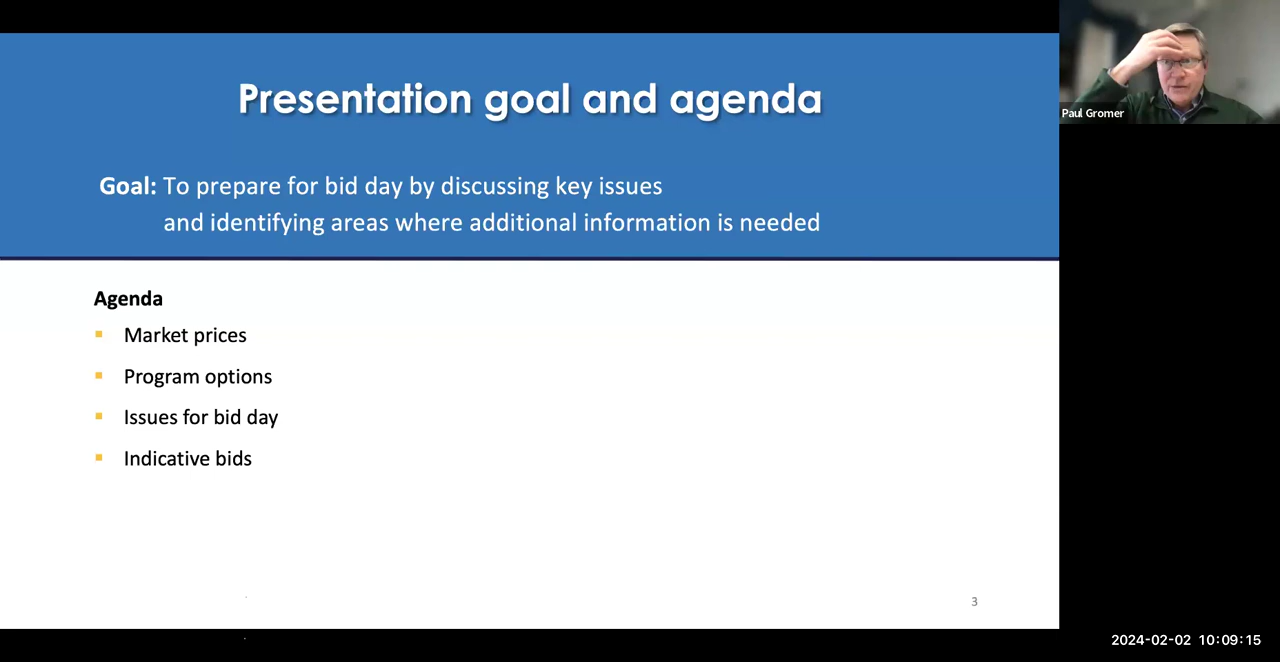 Presentation goal and agenda
Goal: To prepare for bid day by discussing key issues
and identifying areas where additional information is needed
Agenda
▪ Market prices
▪ Program options
▪ Issues for bid day
▪ Indicative bids
3
Paul Gromer
2024-02-02 10:09:15